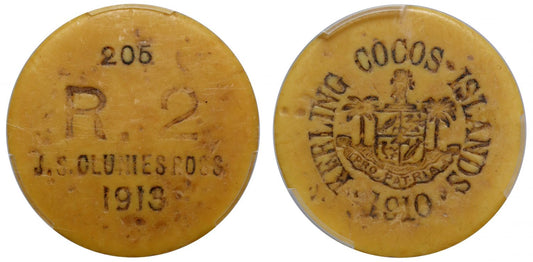 205
R. 2
J. S. CLUNIES ROSS
1913
KEELING COCOS · ISLANDS ·
PRO PATRIA
· 1910 ·